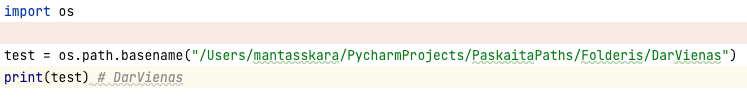 import os
test = os.path.basename("/Users/mantasskara/PycharmProjects/PaskaitaPaths/Folderis/DarVienas")
print(test) # DarVienas